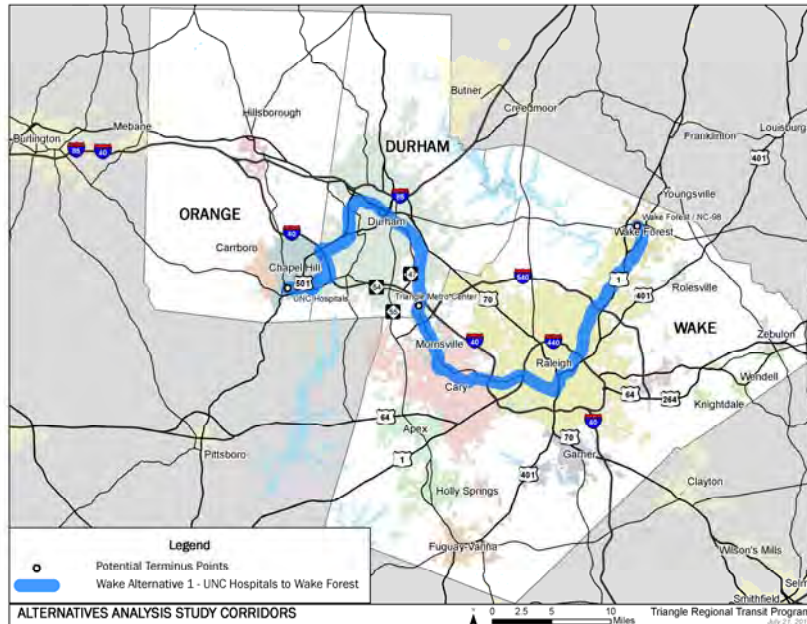 Butner
Creedmoor
Hillsborough
Louisburg
Mebane
Franklinton
Burlington
DURHAM
401
85
40
Youngsville
85
Wake Forest / NC-98
ORANGE
Durham
Wake Forest
40
Carrboro
Chapel Hill
501
47
540
1
401
UNC Hospitals
54
Triangle Metro Center
70
Rolesville
55
WAKE
Morrisville
40
440
Zebulon
Raleigh
Wendell
Cary
64
264
Knightdale
64
Apex
40
70
Pittsboro
1
401
Garner
Clayton
Holly Springs
Legend
Potential Terminus Points
Wake Alternative 1 - UNC Hospitals to Wake Forest
Fuquay-Varina
Wilson's Mills
Selm
Smithfield
ALTERNATIVES ANALYSIS STUDY CORRIDORS
0 2.5 5 10
Miles
Triangle Regional Transit Program